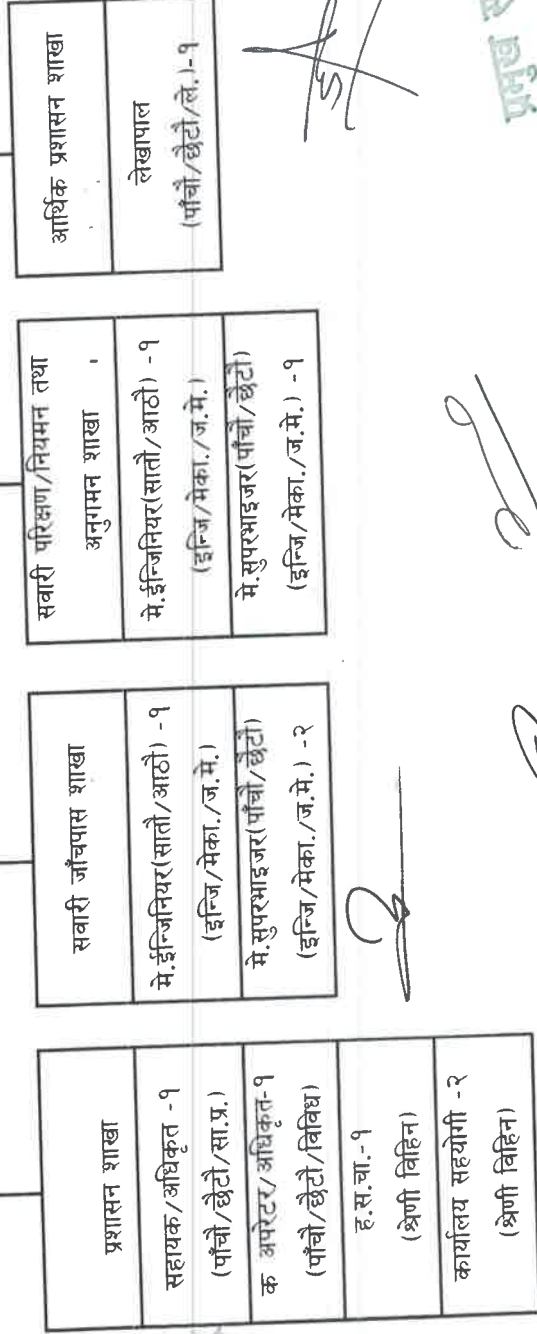 प्रशासन शाखा
सहायक/अधिकृत -१
(पाँचौ/छैटौ/सा.प्र.)
क अपरेटर/अधिकृत-१
(पाँचौ/छैटौ/विविध)
ह.स.चा.-१
(श्रेणी विहिन)
कार्यालय सहयोगी -२
(श्रेणी विहिन)
सवारी जाँचपास शाखा
मे.ईन्जिनियर(सातौ/आठौ) -१
(इन्जि/मेका./ज.मे.)
मे.सुपरभाइजर(पाँचौ/छैटौ)
(इन्जि/मेका./ज.मे.) -२
सवारी परिक्षण/नियमन तथा
अनुगमन शाखा
मे.ईन्जिनियर(सातौ/आठौ) -१
(इन्जि/मेका./ज.मे.)
मे.सुपरभाइजर(पाँचौ/छैटौ)
(इन्जि/मेका./ज.मे.) -१
आर्थिक प्रशासन शाखा
लेखापाल
(पाँचौ/छैटौ/ले.)-१